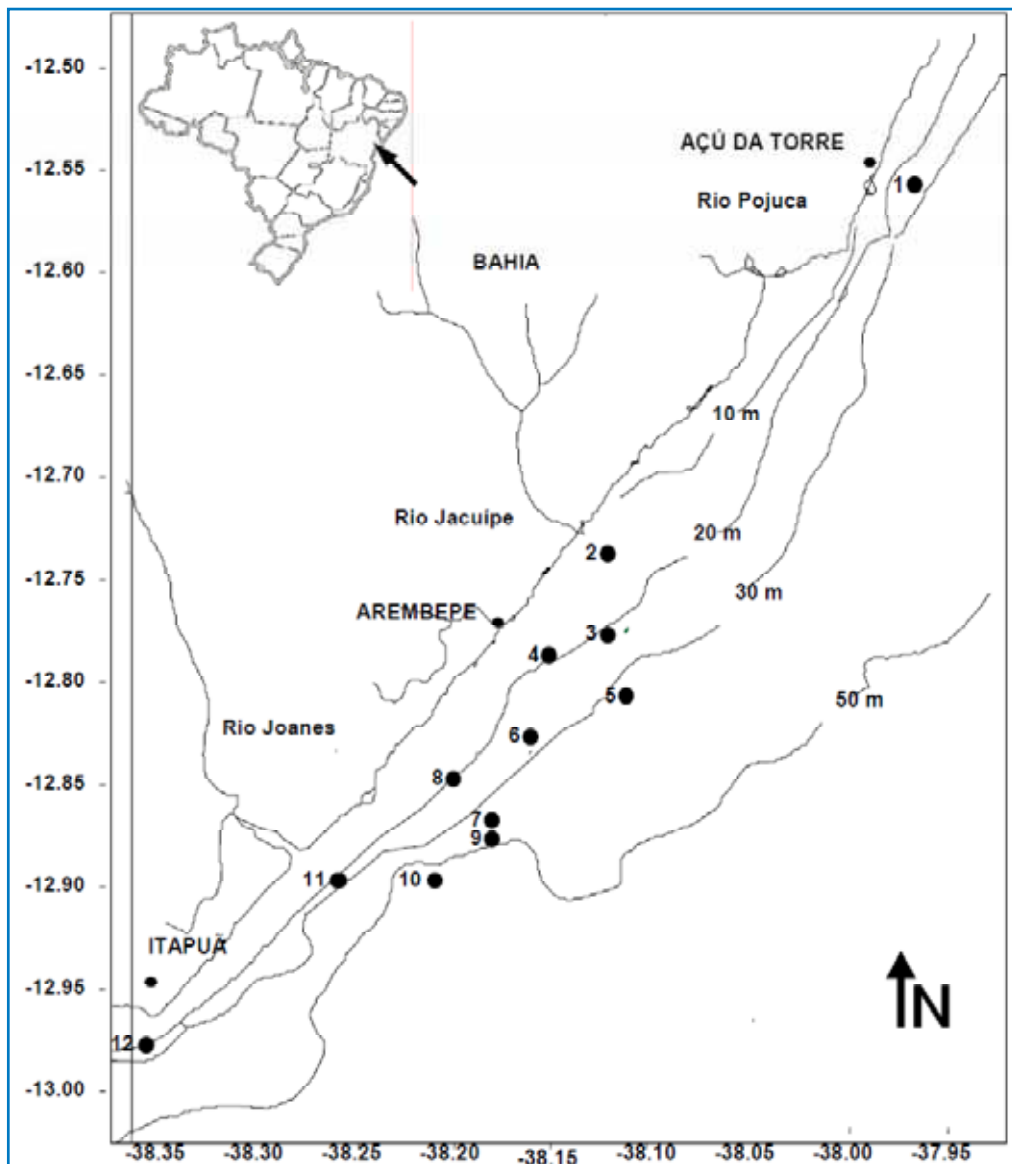 -12.50
-12.55
-12.60
-12.65
-12.70
-12.75
-12.80
-12.85
-12.90
-12.95
-13.00
AÇÚ DA TORRE
1
Rio Pojuca
BAHIA
10 m
Rio Jacuípe
20 m
2
30 m
AREMBEPE
3
4
5
50 m
Rio Joanes
6
8
7
9
11
10
ITAPUÃ
N
12
-38.35
-38.30
-38.25
-38.20
-38.15
-38.10
-38.05
-38.00
-37.95